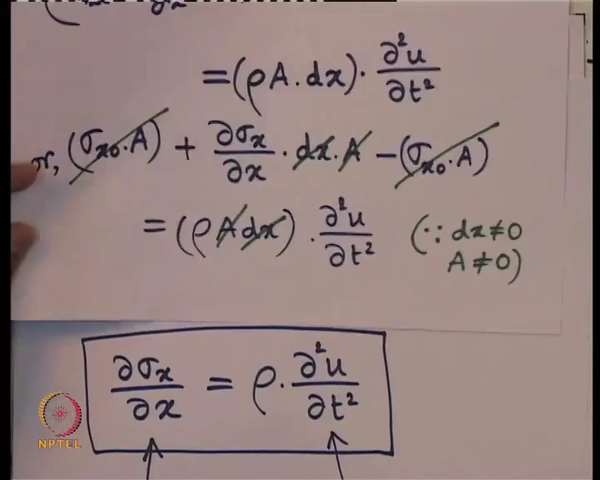 = (ρA.dx) · ∂²u/∂t²
or, (σx0·A) + ∂σx/∂x · dx·A − (σx0·A)
= (ρAdx) · ∂²u/∂t² (∵ dx≠0
A≠0)
∂σx/∂x = ρ· ∂²u/∂t²
NPTEL